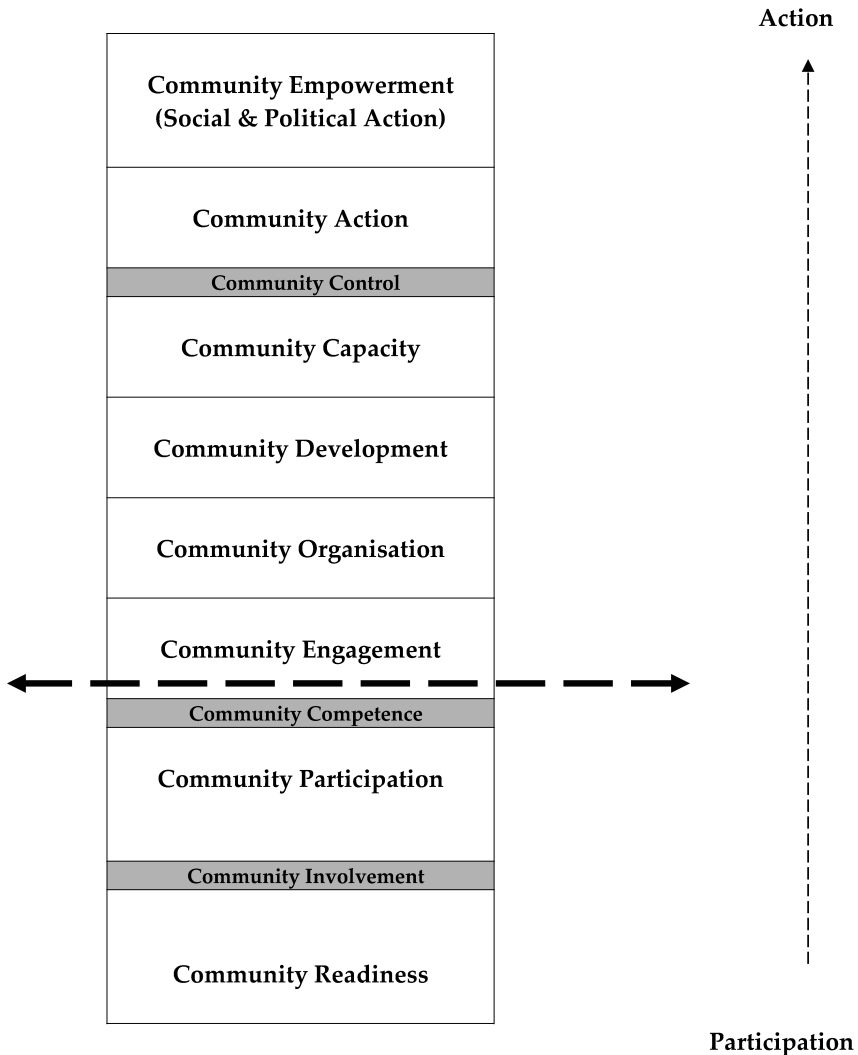 Action
Community Empowerment
(Social & Political Action)
Community Action
Community Control
Community Capacity
Community Development
Community Organisation
Community Engagement
Community Competence
Community Participation
Community Involvement
Community Readiness
Participation